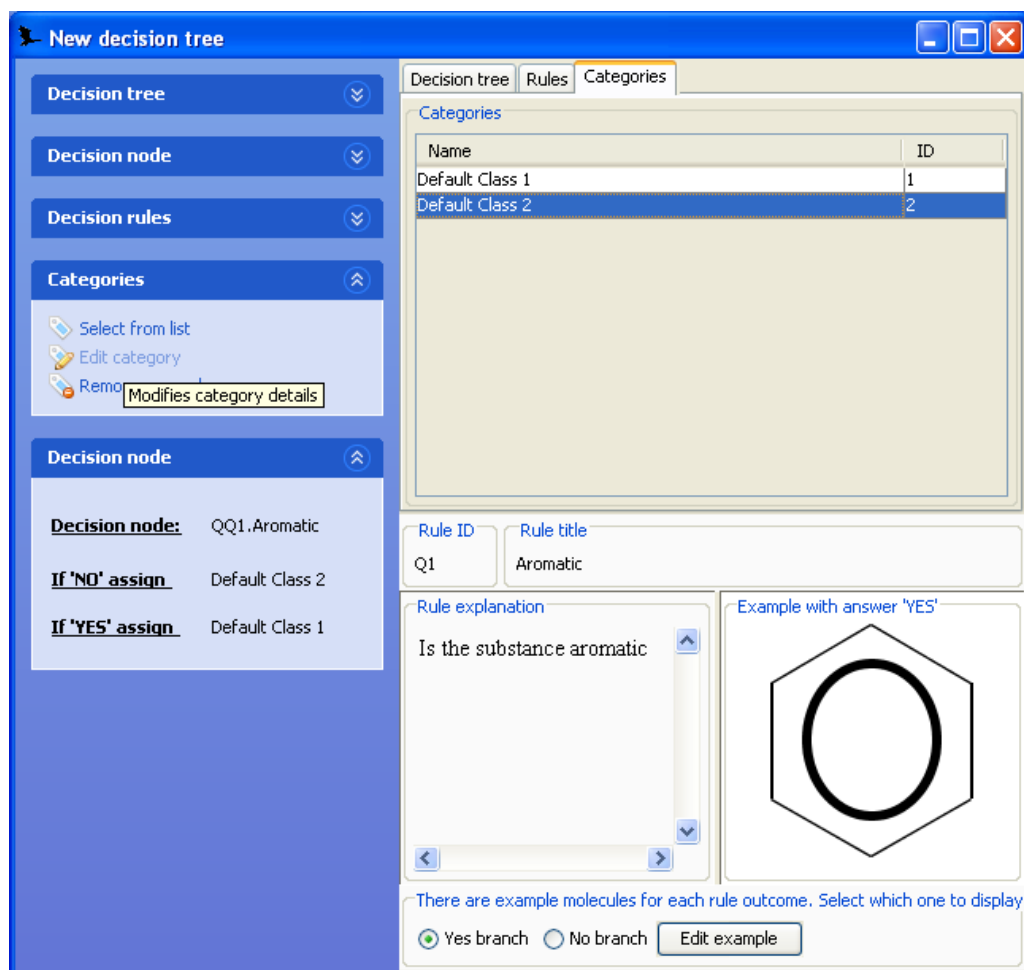 New decision tree
Decision tree
Decision node
Decision rules
Categories
Select from list
Edit category
Remo
Modifies category details
Decision node
Decision node: QQ1.Aromatic
If 'NO' assign Default Class 2
If 'YES' assign Default Class 1
Decision tree Rules Categories
Categories
Name ID
Default Class 1 1
Default Class 2 2
Rule ID Rule title
Q1 Aromatic
Rule explanation
Is the substance aromatic
Example with answer 'YES'
There are example molecules for each rule outcome. Select which one to display
Yes branch No branch Edit example